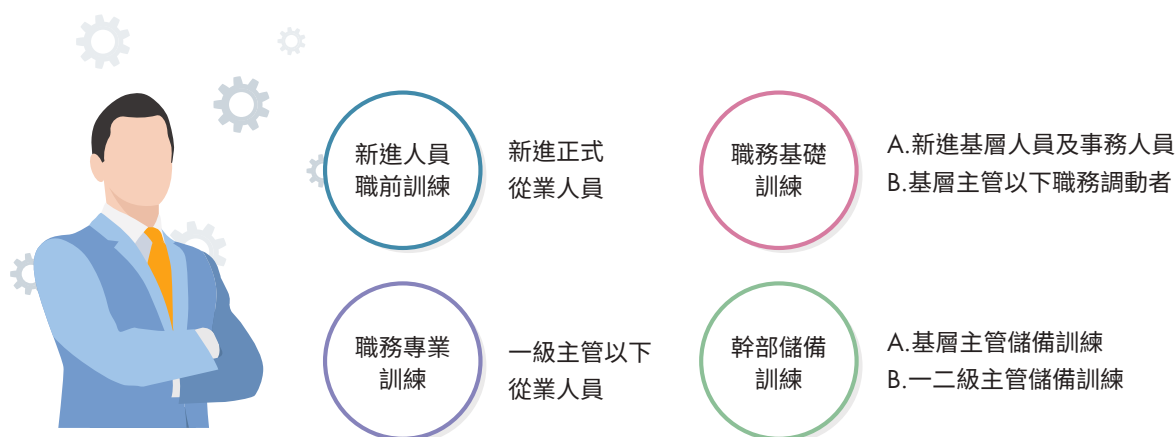 新進人員
職前訓練
新進正式
從業人員
職務基礎
訓練
A.新進基層人員及事務人員
B.基層主管以下職務調動者
職務專業
訓練
一級主管以下
從業人員
幹部儲備
訓練
A.基層主管儲備訓練
B.一二級主管儲備訓練